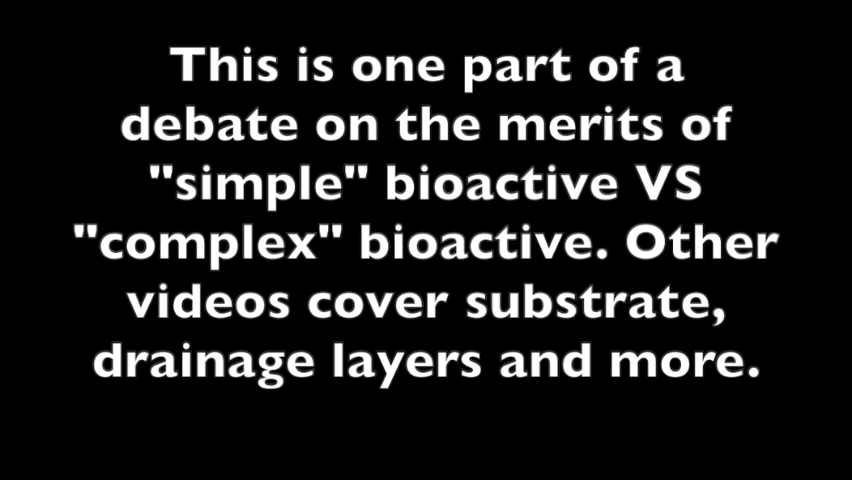 This is one part of a
debate on the merits of
"simple" bioactive VS
"complex" bioactive. Other
videos cover substrate,
drainage layers and more.